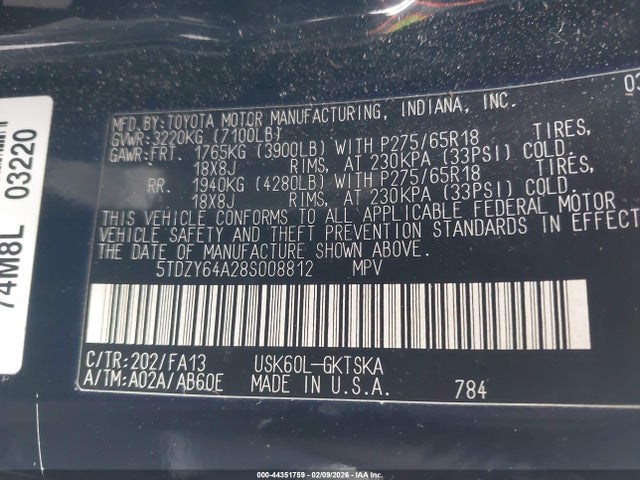 MFD.BY:TOYOTA MOTOR MANUFACTURING, INDIANA, INC. 03
GVWR:3220KG (7100LB)
GAWR:FRT. 1765KG (3900LB) WITH P275/65R18 TIRES,
18X8J RIMS, AT 230KPA (33PSI) COLD.
RR. 1940KG (4280LB) WITH P275/65R18 TIRES,
18X8J RIMS, AT 230KPA (33PSI) COLD.
THIS VEHICLE CONFORMS TO ALL APPLICABLE FEDERAL MOTOR
VEHICLE SAFETY AND THEFT PREVENTION STANDARDS IN EFFECT
THE DATE OF MANUFACTURE SHOWN ABOVE.
5TDZY64A28S008812 MPV
C/TR:202/FA13 USK60L-GKTSKA
A/TM:A02A/AB60E MADE IN U.S.A. 784
74M8L 03220
000-44351759 - 02/09/2026 - IAA Inc.